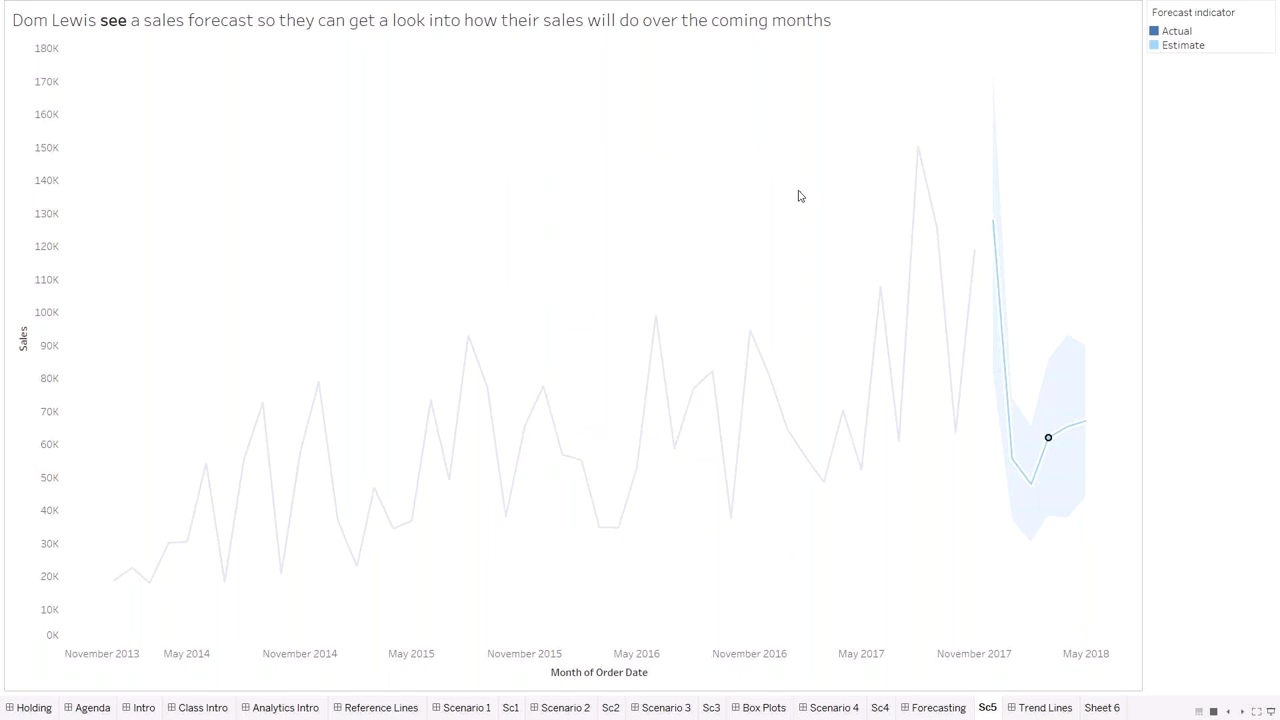 Dom Lewis see a sales forecast so they can get a look into how their sales will do over the coming months
Forecast indicator
Actual
Estimate
180K
170K
160K
150K
140K
130K
120K
110K
100K
90K
80K
70K
60K
50K
40K
30K
20K
10K
0K
Sales
November 2013 May 2014 November 2014 May 2015 November 2015 May 2016 November 2016 May 2017 November 2017 May 2018
Month of Order Date
Holding Agenda Intro Class Intro Analytics Intro Reference Lines Scenario 1 Sc1 Scenario 2 Sc2 Scenario 3 Sc3 Box Plots Scenario 4 Sc4 Forecasting Sc5 Trend Lines Sheet 6